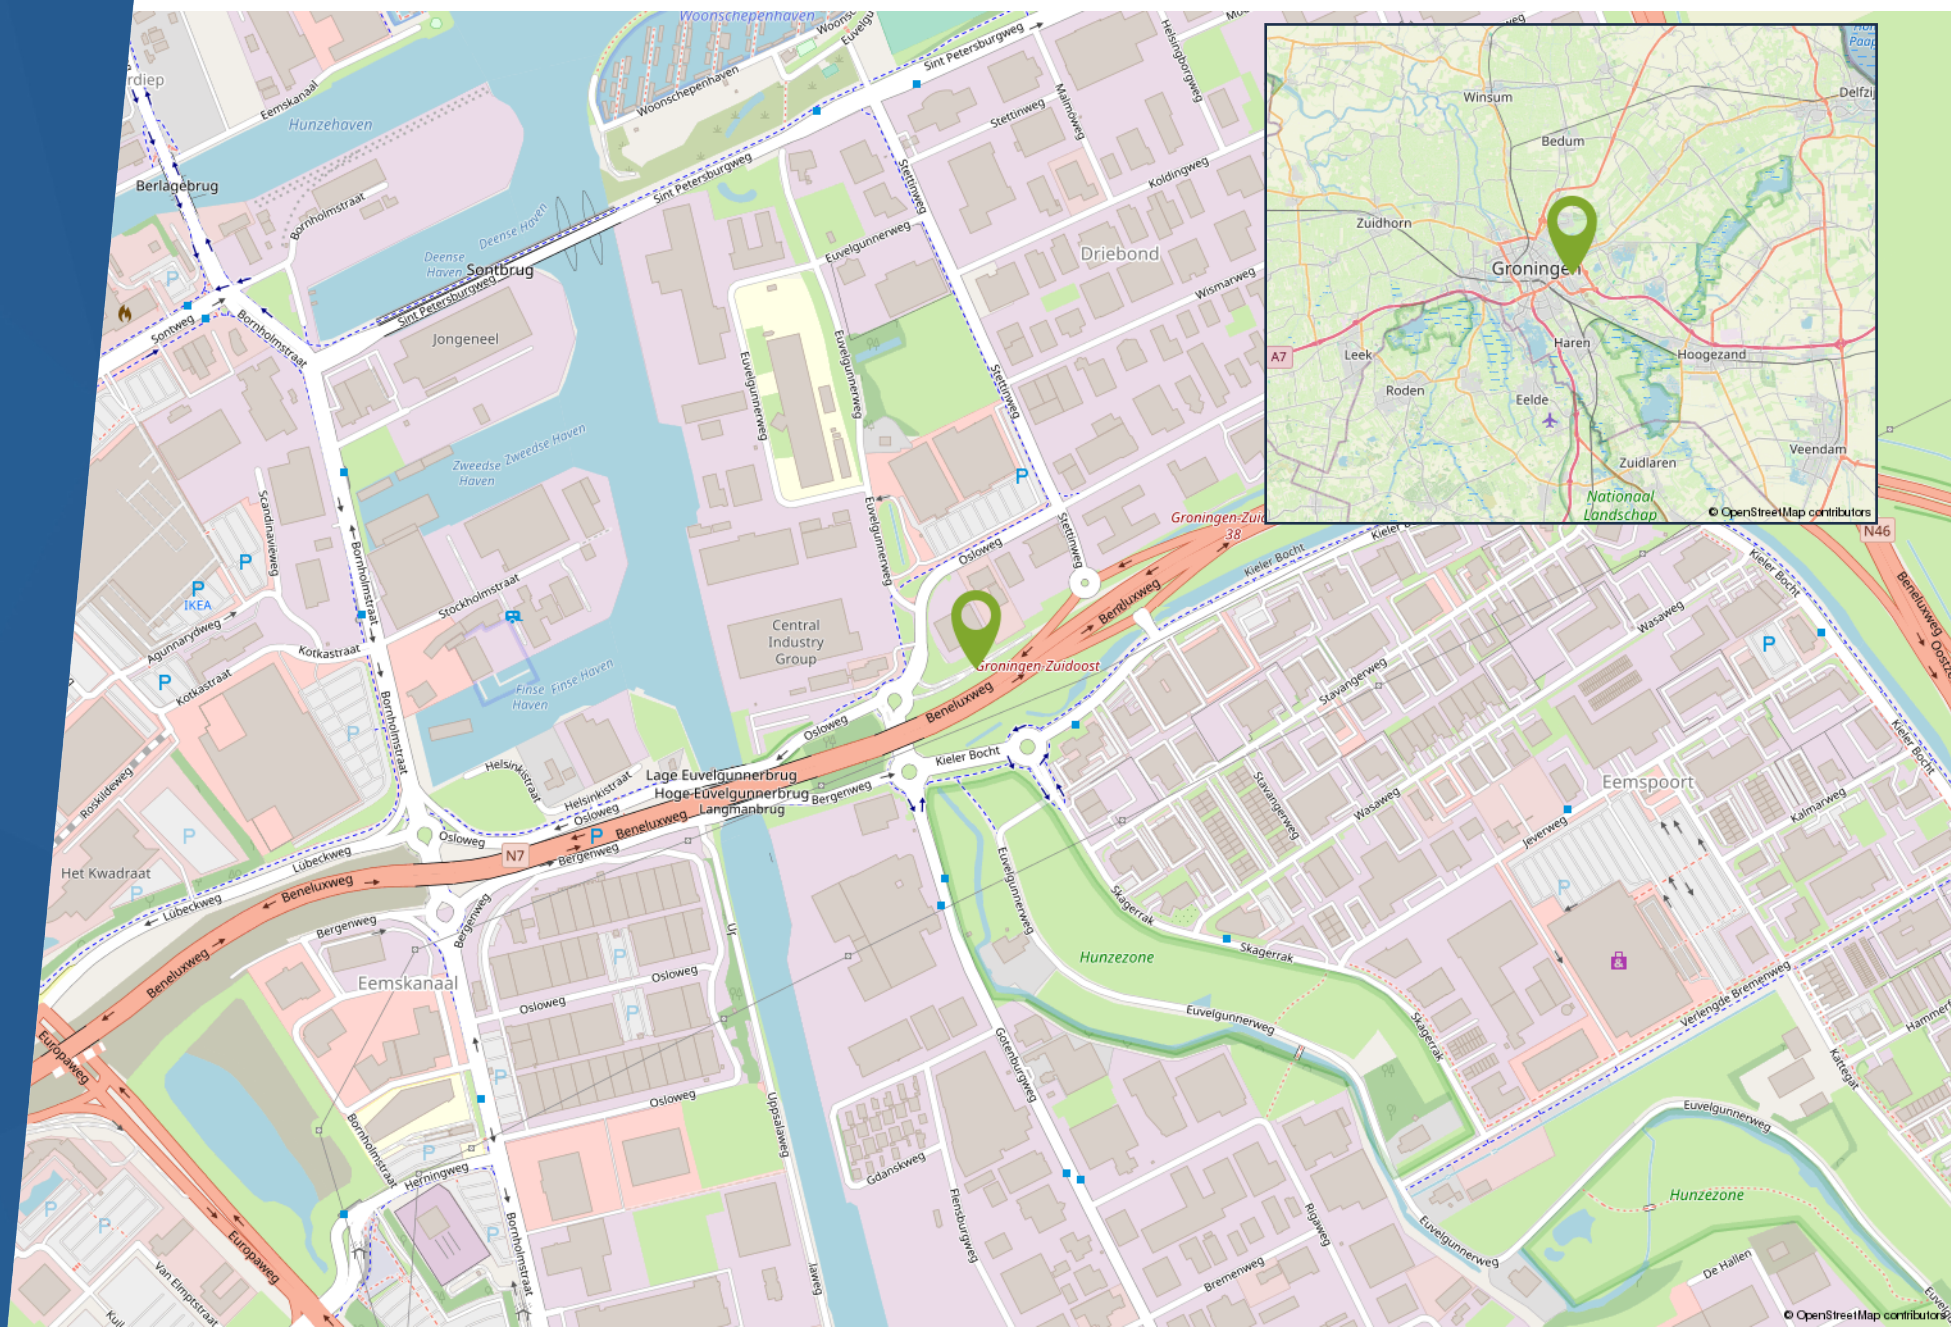 Woonschepenhaven
Sint Petersburgweg
Helsingborgweg
Eemskanaal
Hunzehaven
Woonschepenhaven
Stettinweg
Malmöweg
Berlagebrug
Bornholmstraat
Sint Petersburgweg
Stettinweg
Koldingweg
Deense Haven
Deense
Haven
Sontbrug
Euvelgunnerweg
Driebond
Wismarweg
Sint Petersburgweg
Sontweg
Bornholmstraat
Jongeneel
Euvelgunnerweg
Euvelgunnerweg
Stettinweg
Zweedse
Haven
Zweedse Haven
P
Scandinaviëweg
Bornholmstraat
Euvelgunnerweg
Stettinweg
Osloweg
38
Kieler Bocht
Beneluxweg
Stockholmstraat
IKEA
Agunnarydweg
Kotkastraat
Kotkastraat
Central
Industry
Group
Groningen-Zuidoost
Beneluxweg
Finse
Haven
Finse Haven
Bornholmstraat
Osloweg
Kieler Bocht
Helsinkistraat
Helsinkistraat
Lage Euvelgunnerbrug
Hoge Euvelgunnerbrug
Langmanbrug
Bergenweg
Roskildeweg
Osloweg
Osloweg
Beneluxweg
N7
Bergenweg
Lübeckweg
Het Kwadraat
Beneluxweg
Lübeckweg
Bergenweg
Bergenweg
Beneluxweg
Eemskanaal
Osloweg
Osloweg
Europaweg
Osloweg
Uppsalaweg
Bornholmstraat
Herningweg
Bornholmstraat
Europaweg
Van Elmptstraat
Gdanskweg
Flensburgweg
Gotenburgweg
Rigaweg
Bremenweg
Euvelgunnerweg
Hunzezone
Euvelgunnerweg
Skagerrak
Skagerrak
Skagerrak
Stavangerweg
Stavangerweg
Wasaweg
Wasaweg
Kieler Bocht
Kieler Bocht
N46
Beneluxweg
Eemspoort
Jeverweg
Kalmarweg
Verlengde Bremenweg
Kattegat
Euvelgunnerweg
Hunzezone
Euvelgunnerweg
De Hallen
© OpenStreetMap contributors
Winsum
Delfzi
Bedum
Zuidhorn
Groningen
A7
Leek
Haren
Hoogezand
Roden
Eelde
Veendam
Zuidlaren
Nationaal
Landschap
© OpenStreetMap contributors